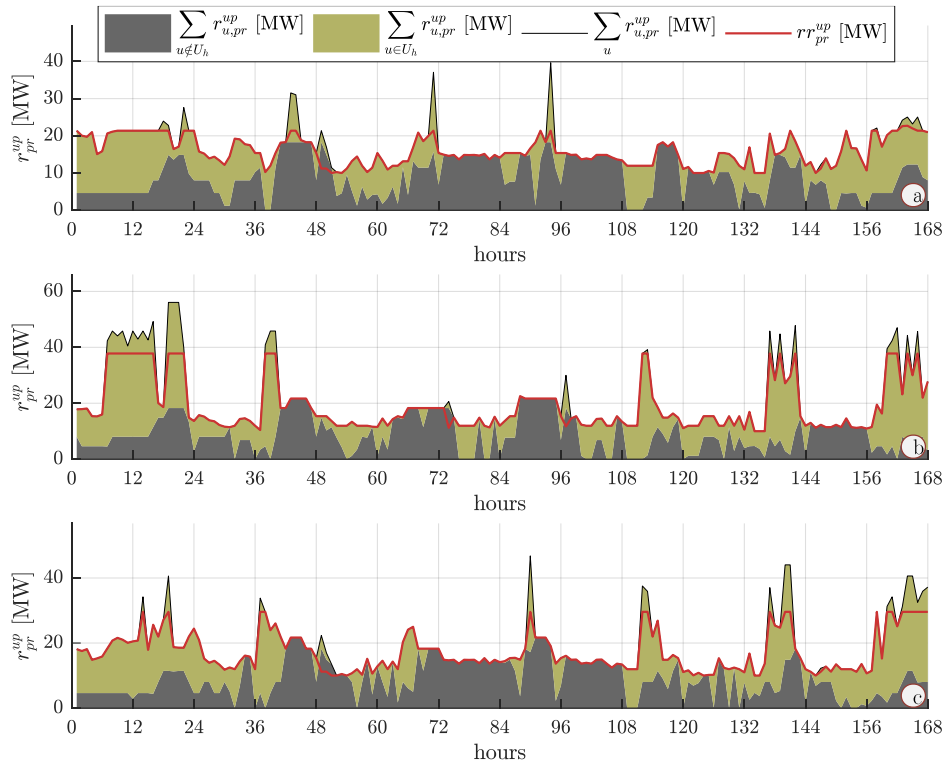 ∑_{u∉U_h} r^{up}_{u,pr} [MW] ∑_{u∈U_h} r^{up}_{u,pr} [MW] ∑_u r^{up}_{u,pr} [MW] rr^{up}_{pr} [MW]
r^{up}_{pr} [MW]
40
30
20
10
0
a
0 12 24 36 48 60 72 84 96 108 120 132 144 156 168
hours
r^{up}_{pr} [MW]
60
40
20
0
b
0 12 24 36 48 60 72 84 96 108 120 132 144 156 168
hours
r^{up}_{pr} [MW]
40
20
0
c
0 12 24 36 48 60 72 84 96 108 120 132 144 156 168
hours